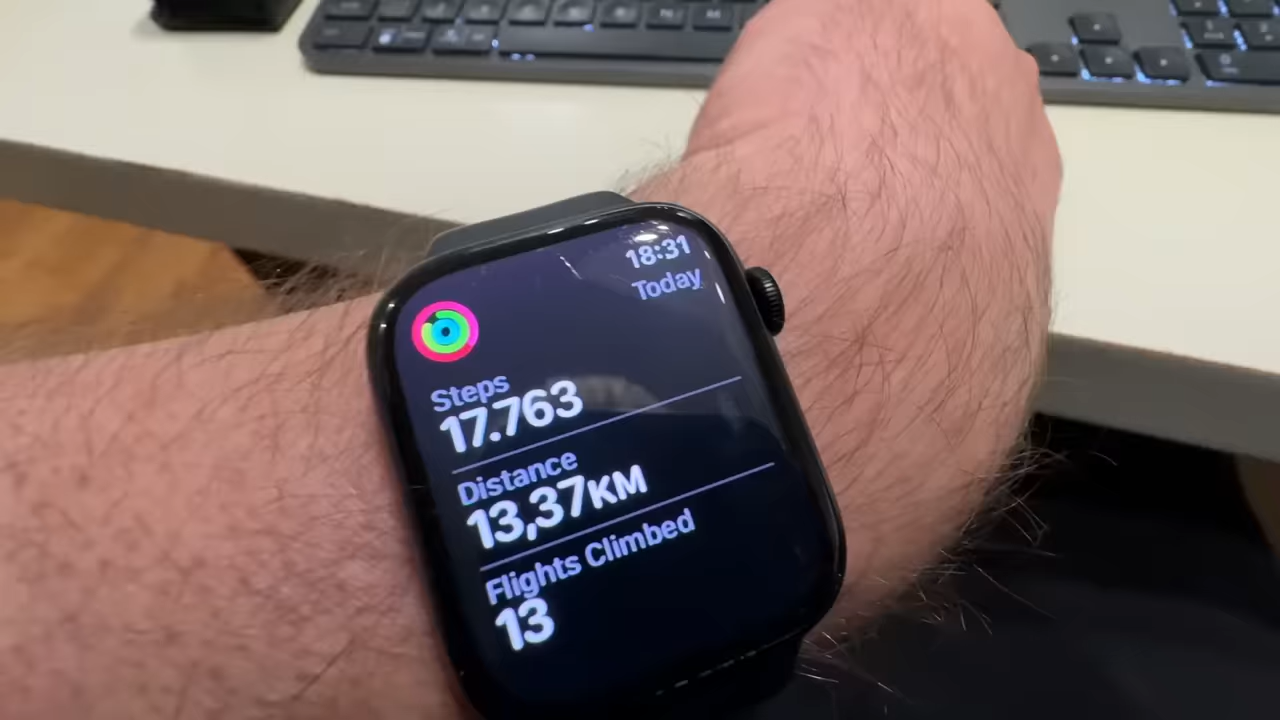 N M
18:31
Today
Steps
17.763
Distance
13,37KM
Flights Climbed
13